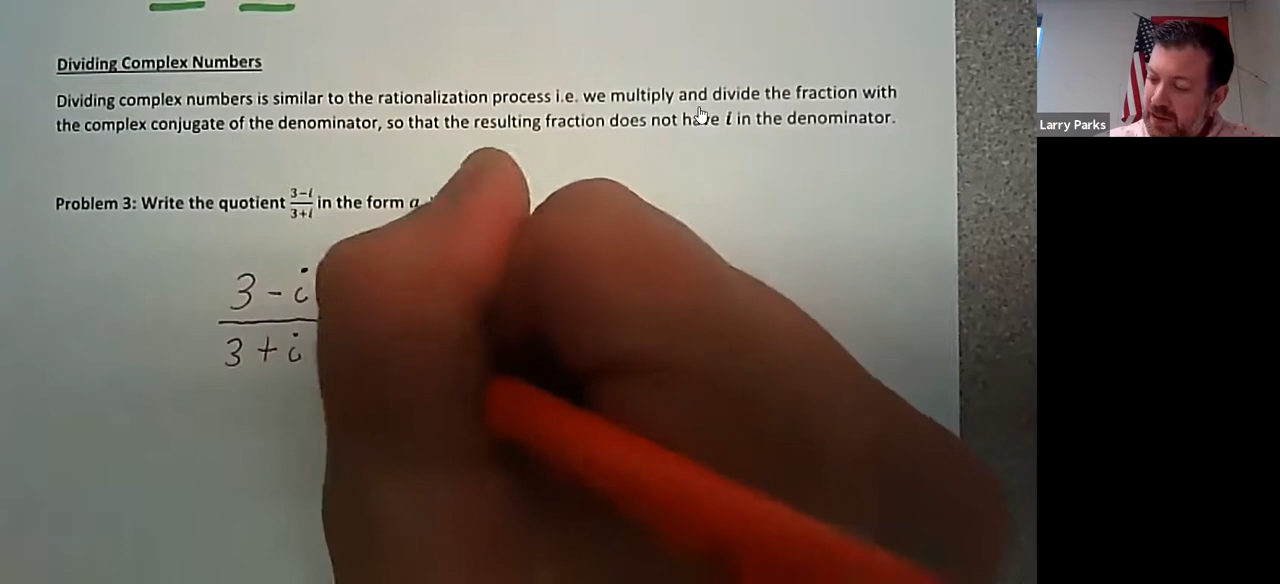 Dividing Complex Numbers
Dividing complex numbers is similar to the rationalization process i.e. we multiply and divide the fraction with
the complex conjugate of the denominator, so that the resulting fraction does not have i in the denominator.
Larry Parks
Problem 3: Write the quotient 3−i/3+i in the form a
3 - i
3 + i